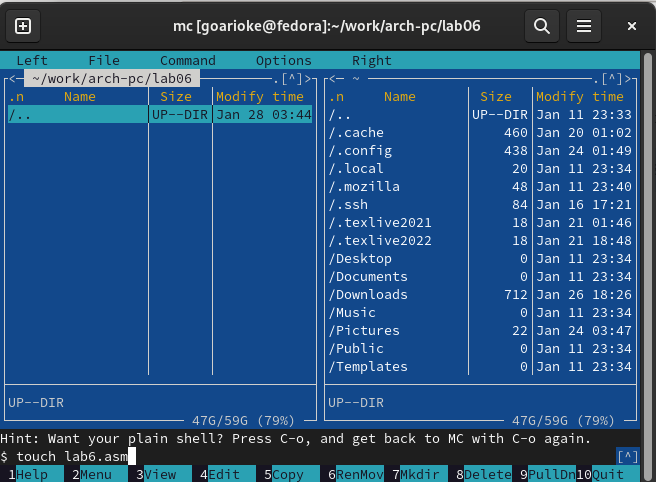 mc [goarioke@fedora]:~/work/arch-pc/lab06
Left File Command Options Right
<─ ~/work/arch-pc/lab06 .[^]> <─ ~ .[^]>
.n Name Size Modify time .n Name Size Modify time
/.. UP--DIR Jan 28 03:44 /.. UP--DIR Jan 11 23:33
/.cache 460 Jan 20 01:02
/.config 438 Jan 24 01:49
/.local 20 Jan 11 23:34
/.mozilla 48 Jan 11 23:40
/.ssh 84 Jan 16 17:21
/.texlive2021 18 Jan 21 01:46
/.texlive2022 18 Jan 21 18:48
/Desktop 0 Jan 11 23:34
/Documents 0 Jan 11 23:34
/Downloads 712 Jan 26 18:26
/Music 0 Jan 11 23:34
/Pictures 22 Jan 24 03:47
/Public 0 Jan 11 23:34
/Templates 0 Jan 11 23:34
UP--DIR UP--DIR
47G/59G (79%) 47G/59G (79%)
Hint: Want your plain shell? Press C-o, and get back to MC with C-o again.
$ touch lab6.asm [^]
1Help 2Menu 3View 4Edit 5Copy 6RenMov 7Mkdir 8Delete 9PullDn 10Quit